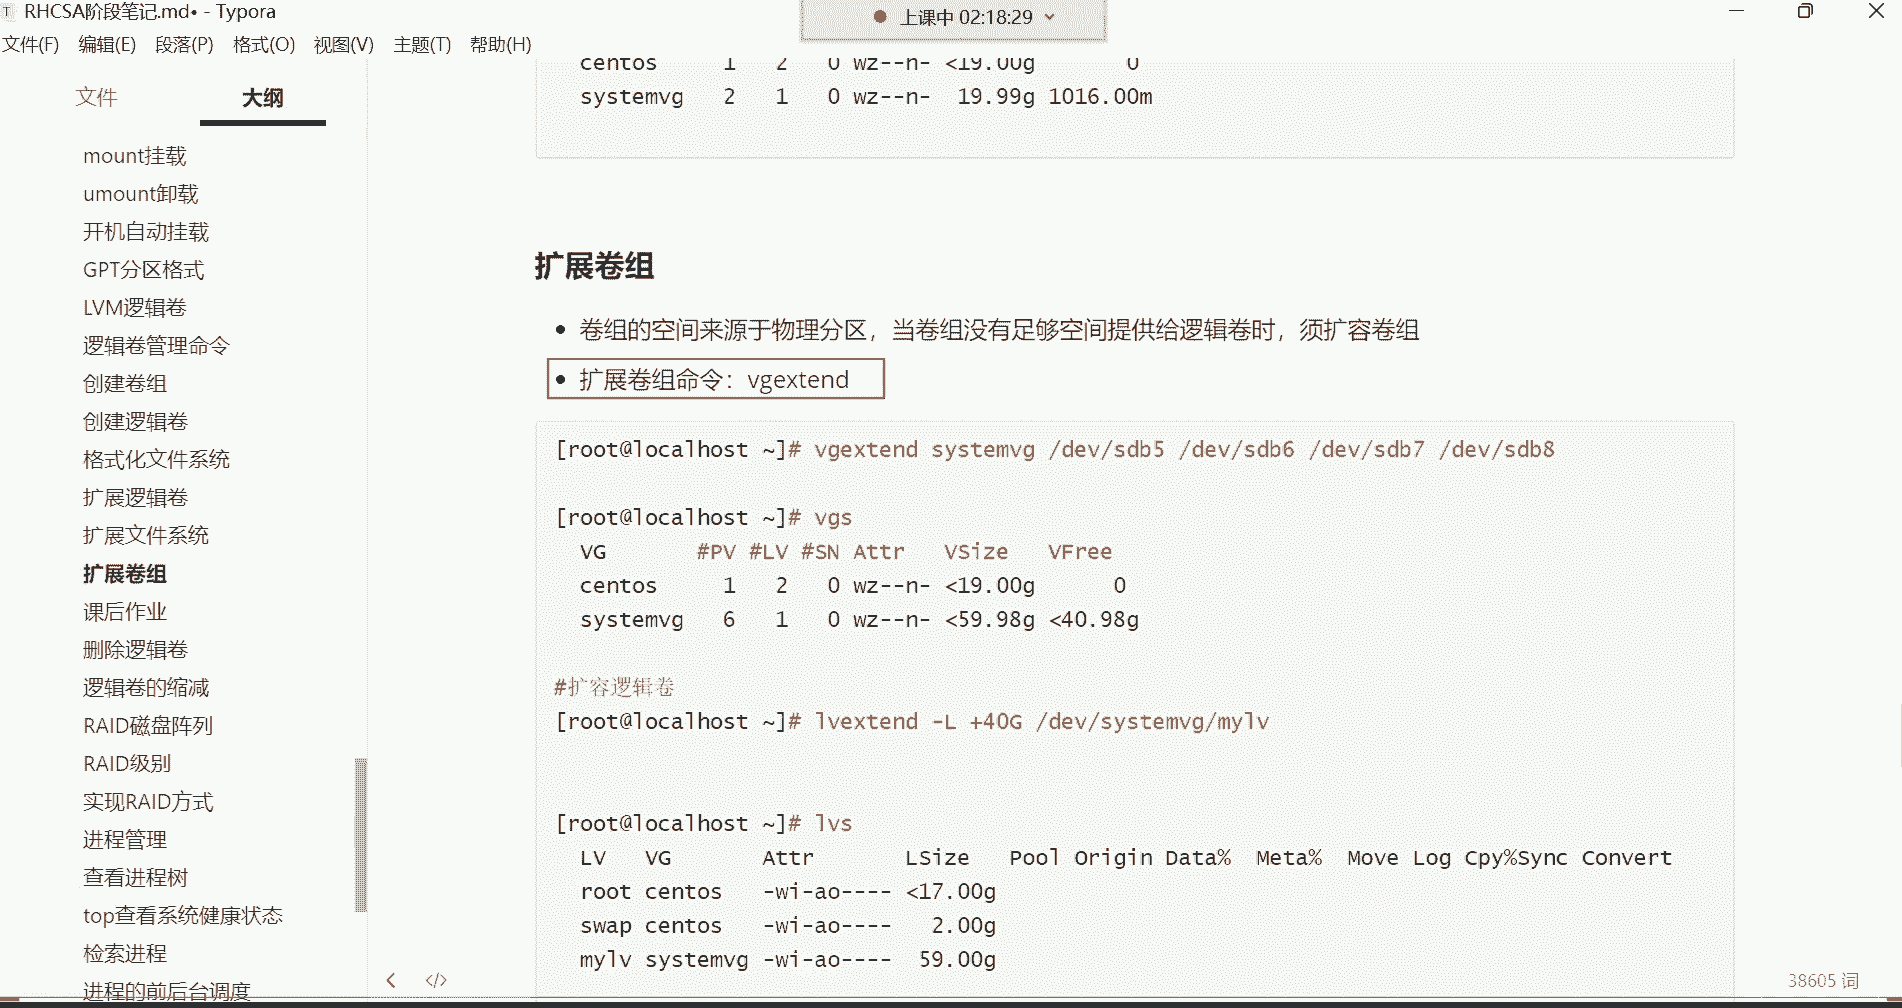 RHCSA阶段笔记.md• - Typora
上课中 02:18:29
文件(F) 编辑(E) 段落(P) 格式(O) 视图(V) 主题(T) 帮助(H)
文件 大纲
mount挂载
umount卸载
开机自动挂载
GPT分区格式
LVM逻辑卷
逻辑卷管理命令
创建卷组
创建逻辑卷
格式化文件系统
扩展逻辑卷
扩展文件系统
扩展卷组
课后作业
删除逻辑卷
逻辑卷的缩减
RAID磁盘阵列
RAID级别
实现RAID方式
进程管理
查看进程树
top查看系统健康状态
检索进程
进程的前后台调度
centos 1 2 0 wz--n- <19.00g 0
systemvg 2 1 0 wz--n- 19.99g 1016.00m
扩展卷组
• 卷组的空间来源于物理分区，当卷组没有足够空间提供给逻辑卷时，须扩容卷组
• 扩展卷组命令：vgextend
[root@localhost ~]# vgextend systemvg /dev/sdb5 /dev/sdb6 /dev/sdb7 /dev/sdb8
[root@localhost ~]# vgs
VG #PV #LV #SN Attr VSize VFree
centos 1 2 0 wz--n- <19.00g 0
systemvg 6 1 0 wz--n- <59.98g <40.98g
#扩容逻辑卷
[root@localhost ~]# lvextend -L +40G /dev/systemvg/mylv
[root@localhost ~]# lvs
LV VG Attr LSize Pool Origin Data% Meta% Move Log Cpy%Sync Convert
root centos -wi-ao---- <17.00g
swap centos -wi-ao---- 2.00g
mylv systemvg -wi-ao---- 59.00g
38605 词